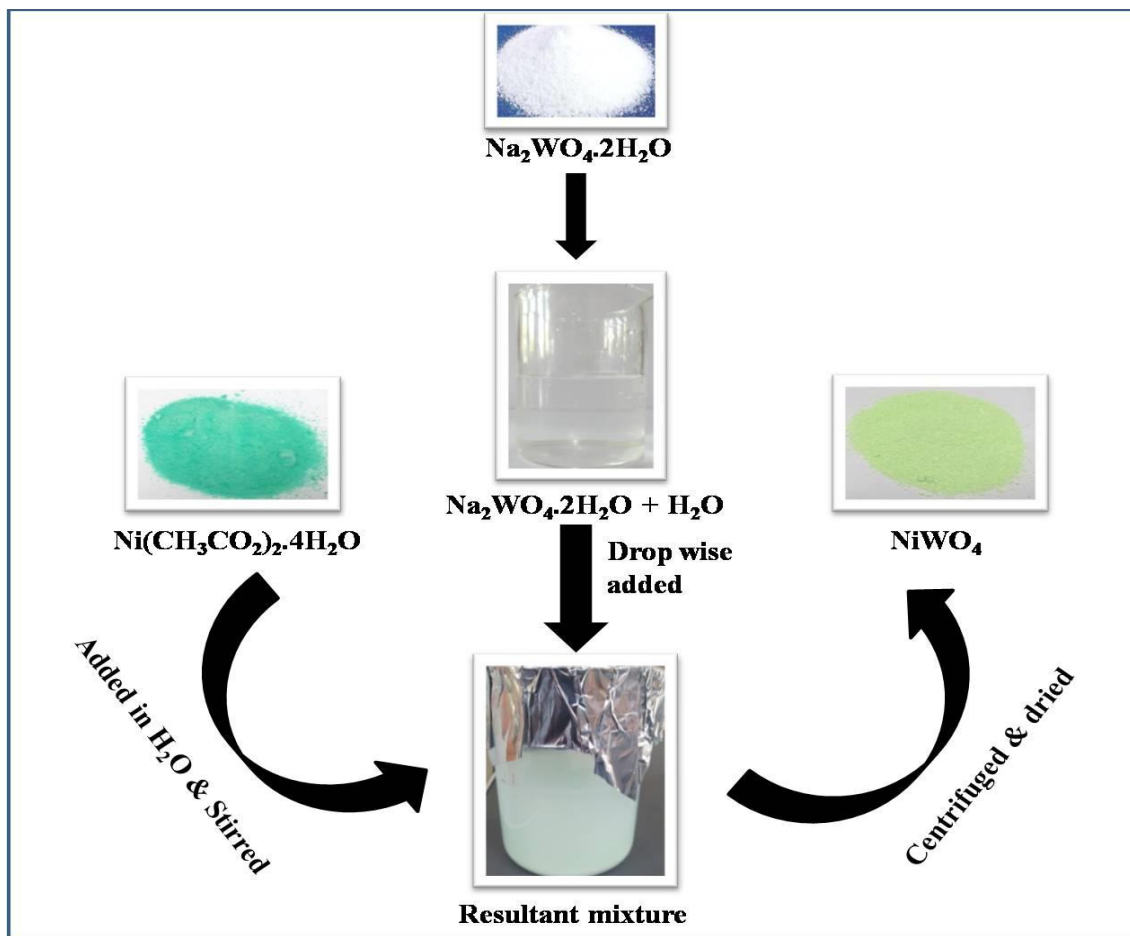 Na₂WO₄.2H₂O
Na₂WO₄.2H₂O + H₂O
Ni(CH₃CO₂)₂.4H₂O
NiWO₄
Drop wise
added
Added in H₂O & Stirred
Centrifuged & dried
Resultant mixture